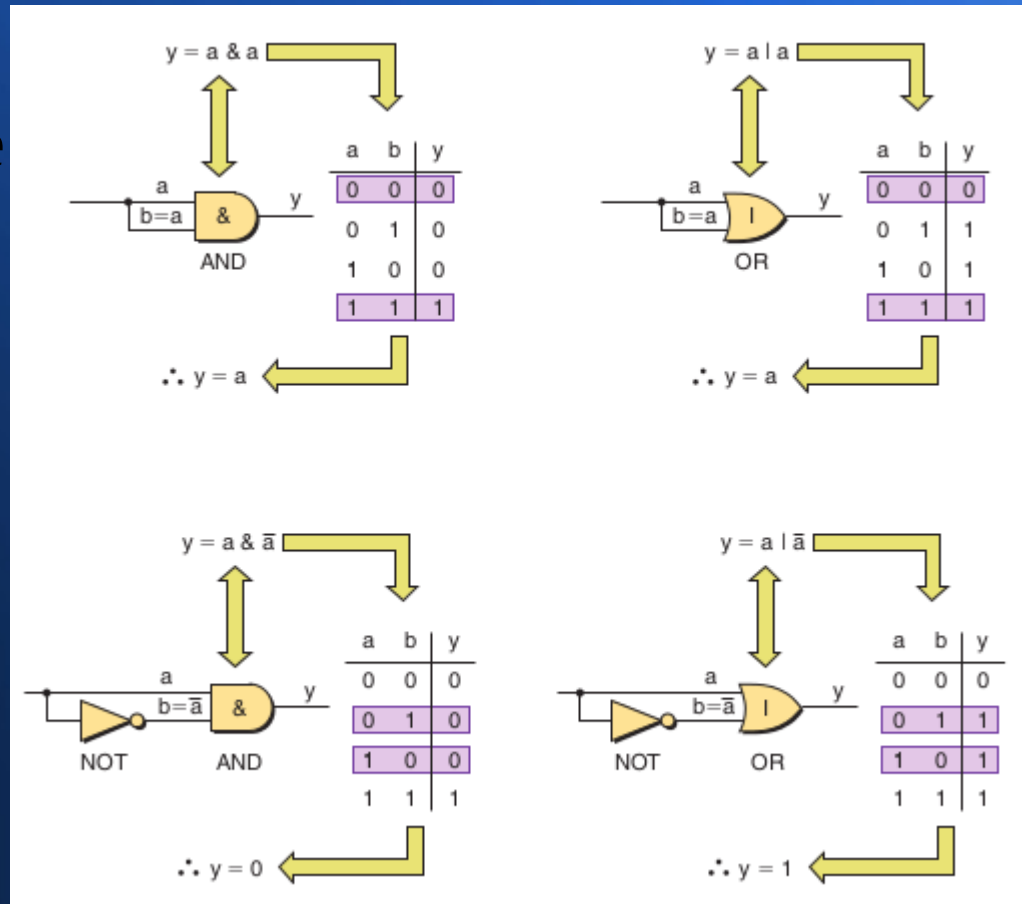 y = a & a
a b y
0 0 0
0 1 0
1 0 0
1 1 1
a
b=a
&
y
AND
∴ y = a
y = a | a
a b y
0 0 0
0 1 1
1 0 1
1 1 1
a
b=a
|
y
OR
∴ y = a
y = a & a̅
a b y
0 0 0
0 1 0
1 0 0
1 1 1
a
b=a̅
&
y
NOT AND
∴ y = 0
y = a | a̅
a b y
0 0 0
0 1 1
1 0 1
1 1 1
a
b=a̅
|
y
NOT OR
∴ y = 1